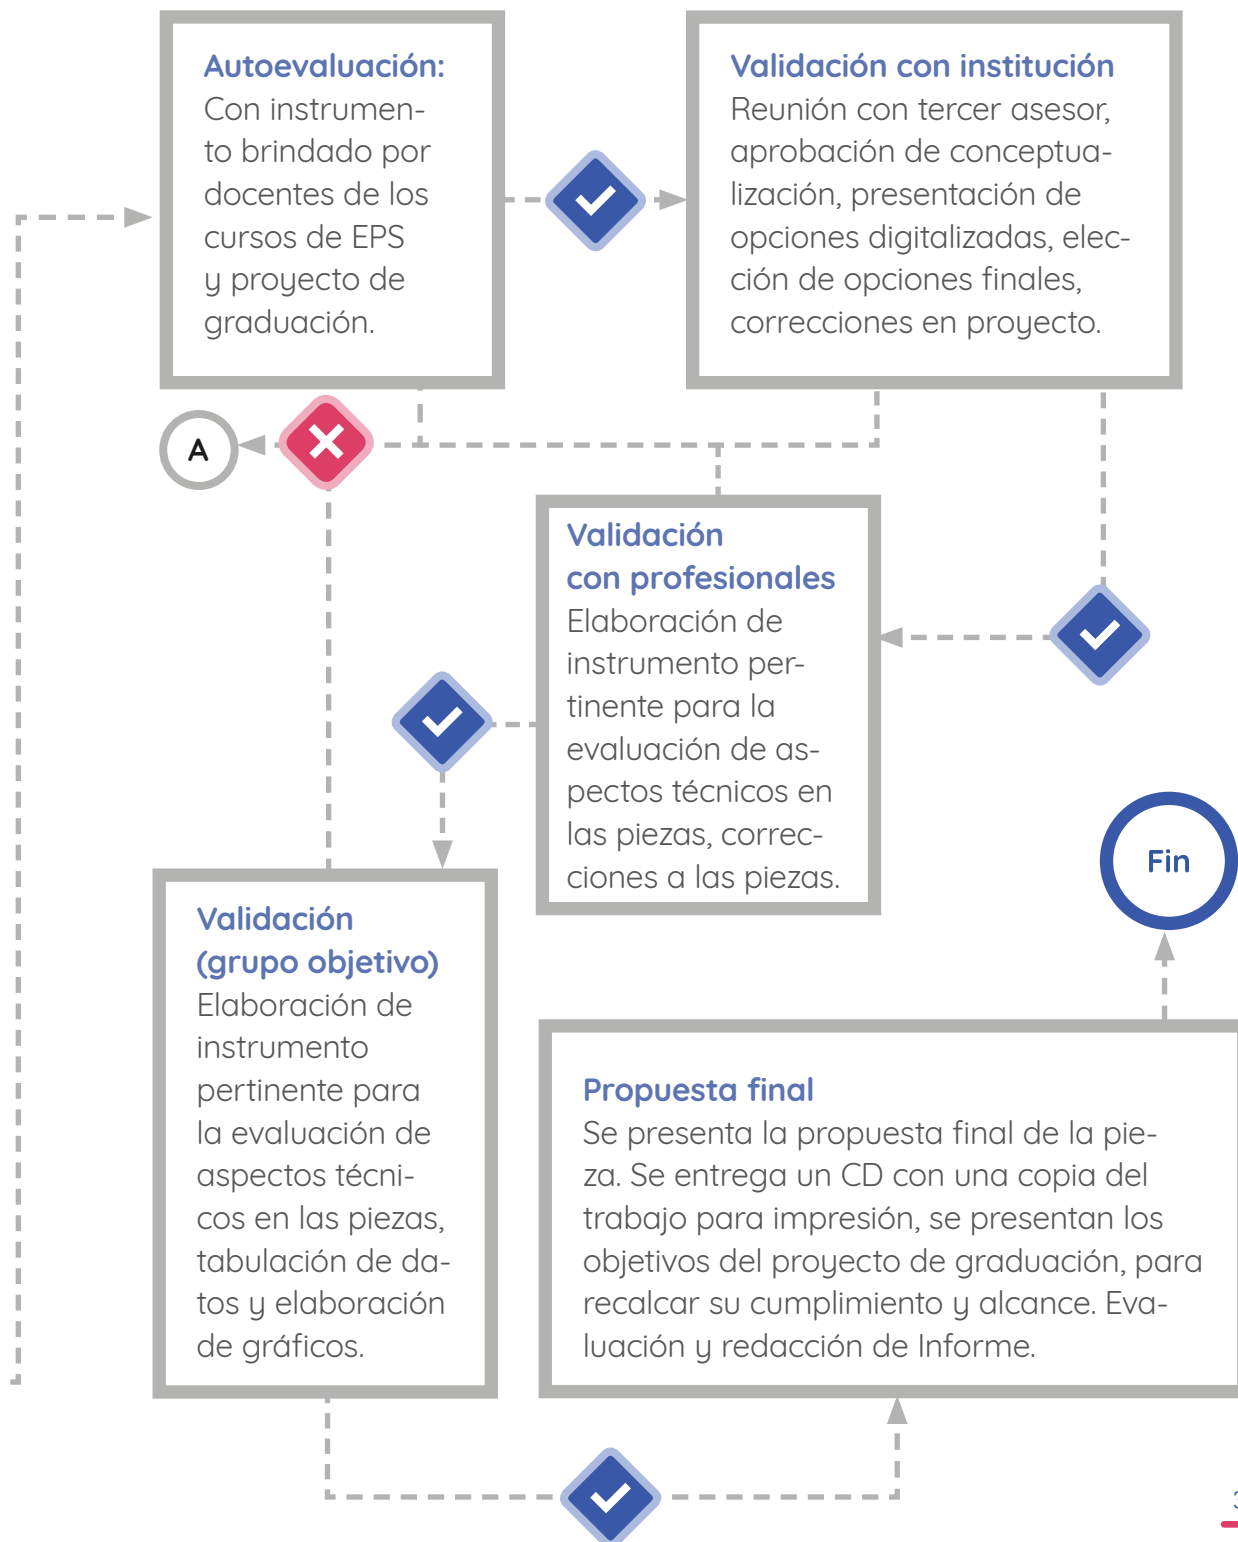 Autoevaluación:
Con instrumen-
to brindado por
docentes de los
cursos de EPS
y proyecto de
graduación.
Validación con institución
Reunión con tercer asesor,
aprobación de conceptua-
lización, presentación de
opciones digitalizadas, elec-
ción de opciones finales,
correcciones en proyecto.
A
Validación
con profesionales
Elaboración de
instrumento per-
tinente para la
evaluación de as-
pectos técnicos en
las piezas, correc-
ciones a las piezas.
Fin
Validación
(grupo objetivo)
Elaboración de
instrumento
pertinente para
la evaluación de
aspectos técni-
cos en las piezas,
tabulación de da-
tos y elaboración
de gráficos.
Propuesta final
Se presenta la propuesta final de la pie-
za. Se entrega un CD con una copia del
trabajo para impresión, se presentan los
objetivos del proyecto de graduación, para
recalcar su cumplimiento y alcance. Eva-
luación y redacción de Informe.